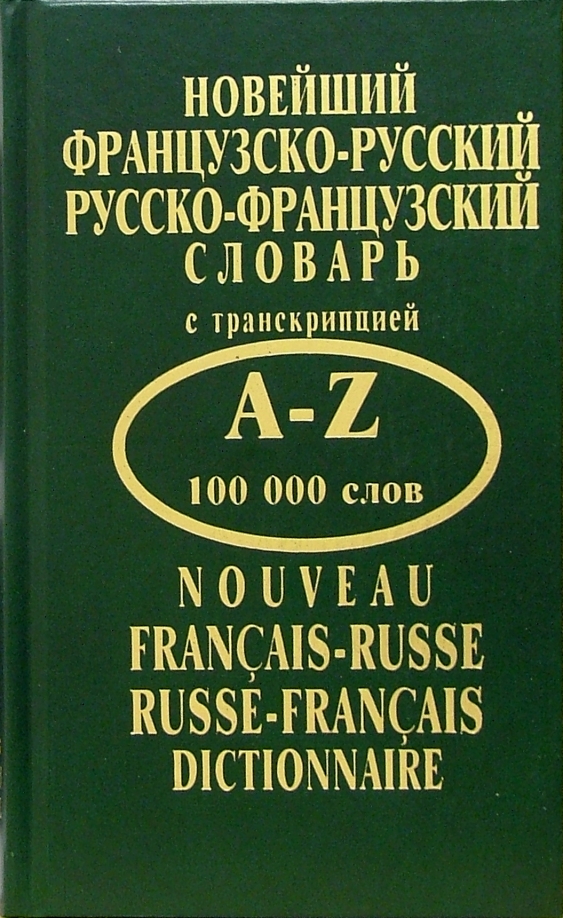 НОВЕЙШИЙ
ФРАНЦУЗСКО-РУССКИЙ
РУССКО-ФРАНЦУЗСКИЙ
СЛОВАРЬ
с транскрипцией
A-Z
100 000 слов
NOUVEAU
FRANÇAIS-RUSSE
RUSSE-FRANÇAIS
DICTIONNAIRE